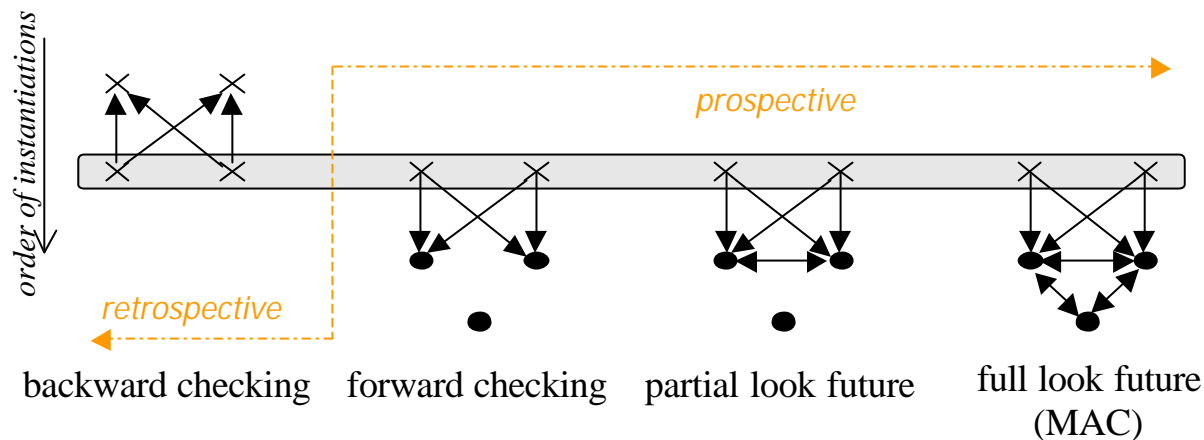 order of instantiations
prospective
retrospective
backward checking
forward checking
partial look future
full look future
(MAC)